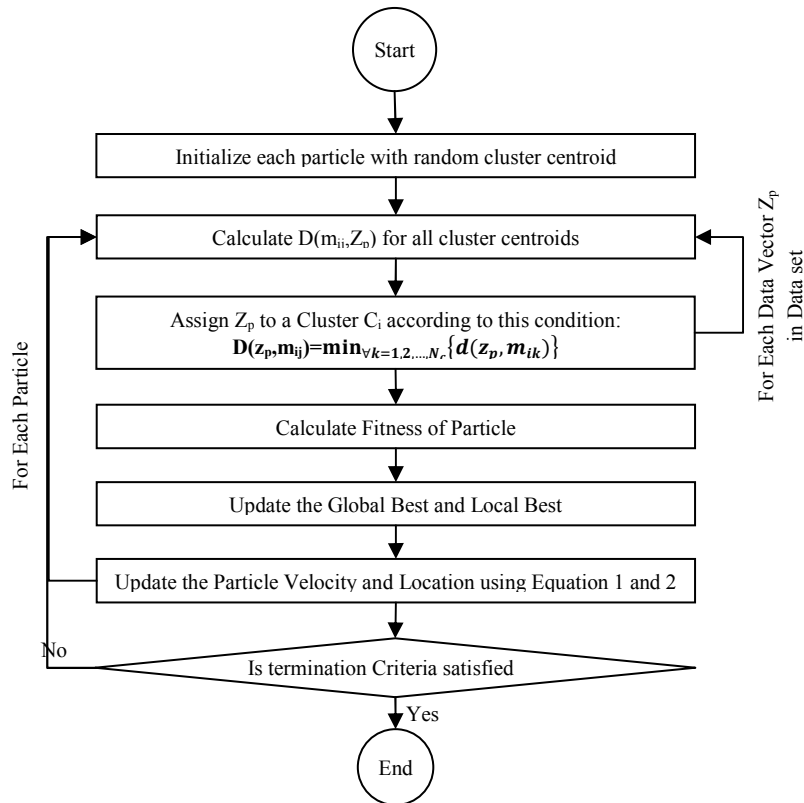 Start
Initialize each particle with random cluster centroid
Calculate D(mᵢⱼ,Zₚ) for all cluster centroids
Assign Zₚ to a Cluster Cᵢ according to this condition:
D(zₚ,mᵢⱼ)=min∀k=1,2,...,N꜀{d(zₚ, mᵢₖ)}
For Each Data Vector Zₚ
in Data set
Calculate Fitness of Particle
For Each Particle
Update the Global Best and Local Best
Update the Particle Velocity and Location using Equation 1 and 2
No
Is termination Criteria satisfied
Yes
End